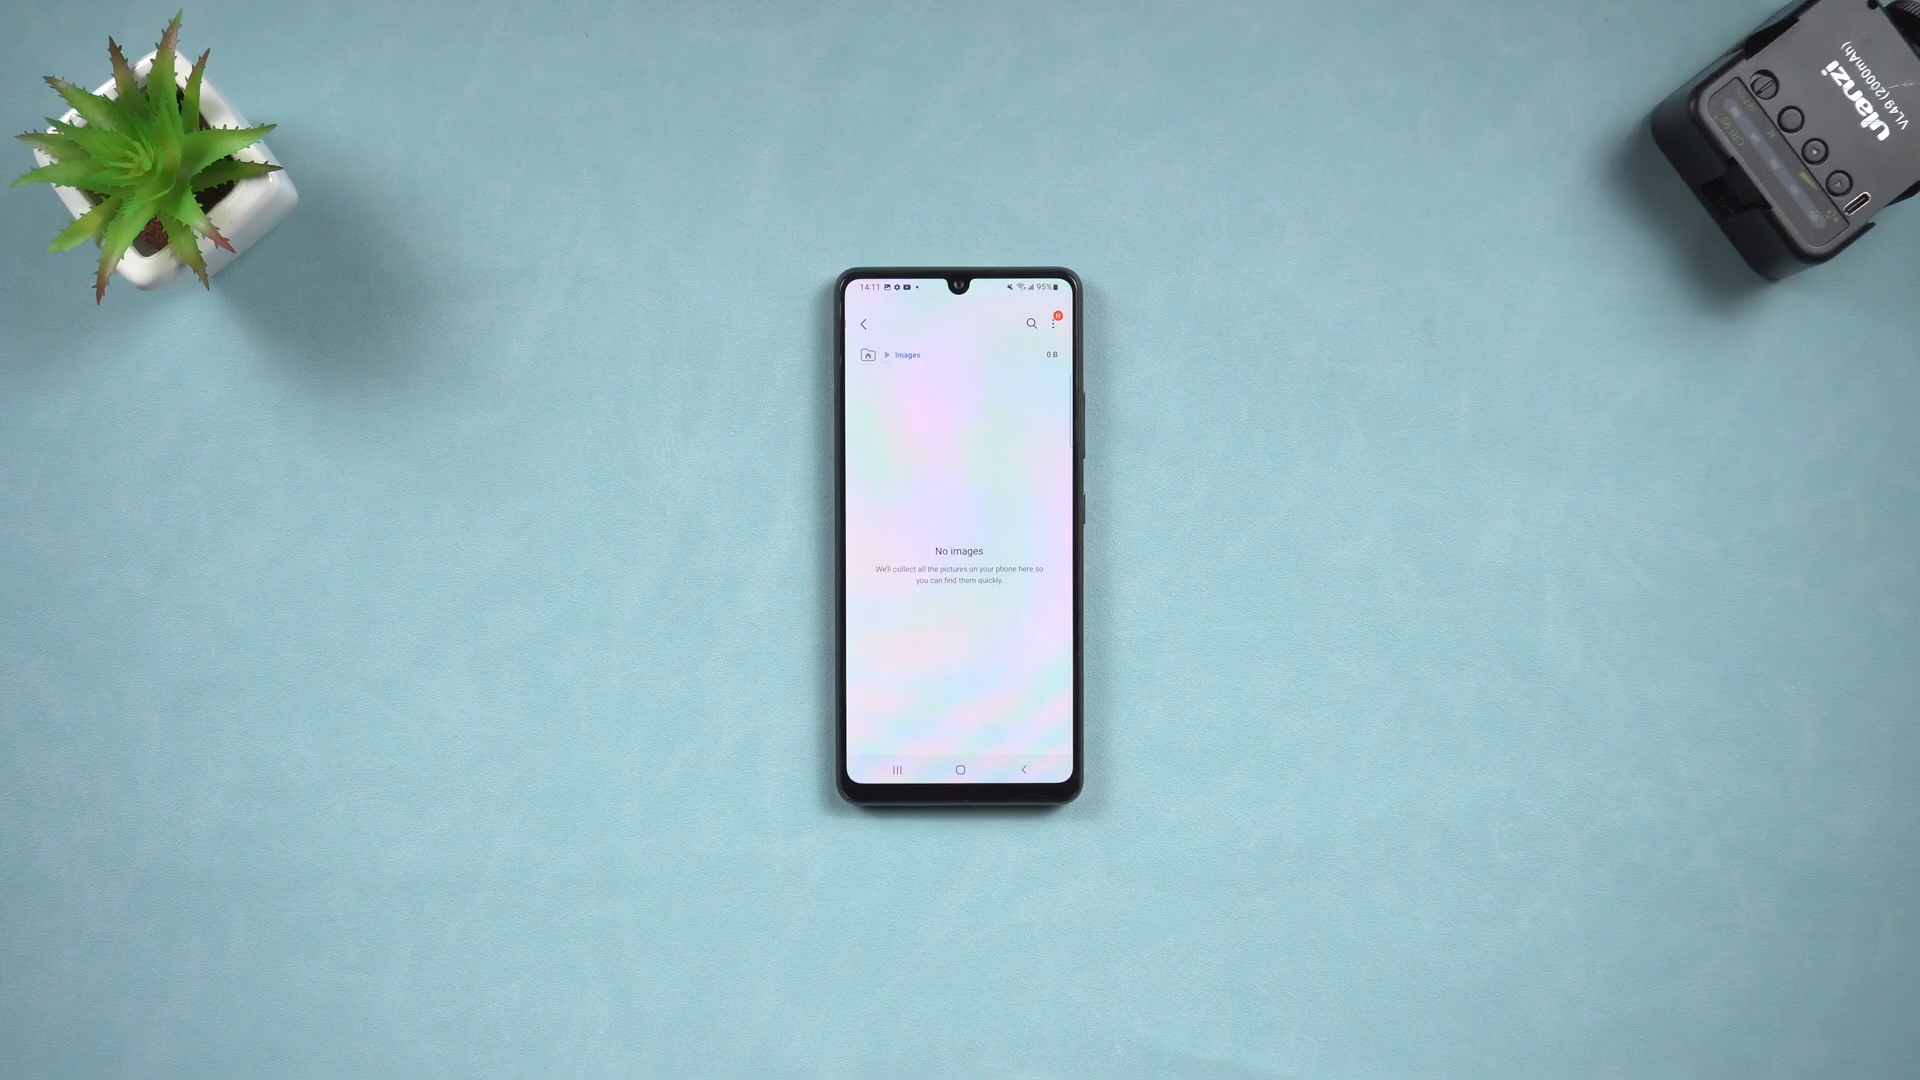 14:11
95%
N
Images
0 B
No images
We'll collect all the pictures on your phone here so
you can find them quickly.
ulanzi
VL49 (2000mAh)